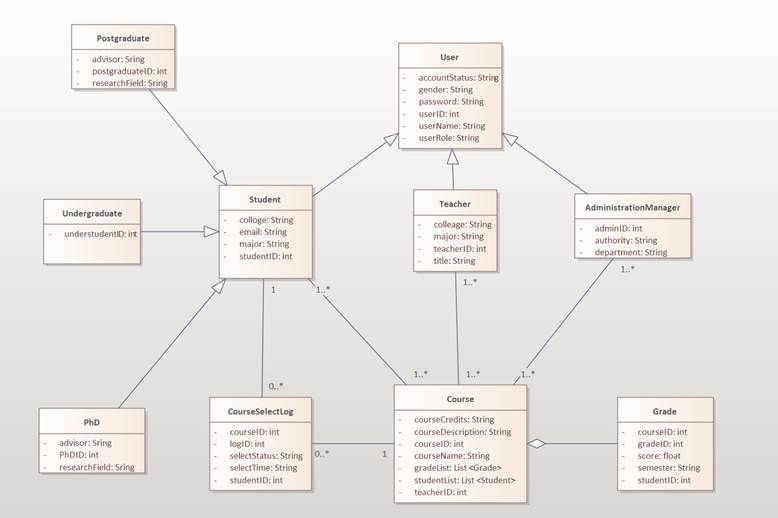 Postgraduate
- advisor: Sring
- postgraduateID: int
- researchField: Sring
User
- accountStatus: String
- gender: String
- password: String
- userID: int
- userName: String
- userRole: String
Undergraduate
- understudentID: int
Student
- colloge: String
- email: String
- major: String
- studentID: int
Teacher
- colleage: String
- major: String
- teacherID: int
- title: String
AdministrationManager
- adminID: int
- authority: String
- department: String
1
1..*
1..*
1..*
0..*
1..*
1..*
1..*
PhD
- advisor: Sring
- PhDID: int
- researchField: Sring
CourseSelectLog
- courseID: int
- logID: int
- selectStatus: String
- selectTime: String
- studentID: int
0..*
1
Course
- courseCredits: String
- courseDescription: String
- courseID: int
- courseName: String
- gradeList: List <Grade>
- studentList: List <Student>
- teacherID: int
Grade
- courseID: int
- gradeID: int
- score: float
- semester: String
- studentID: int